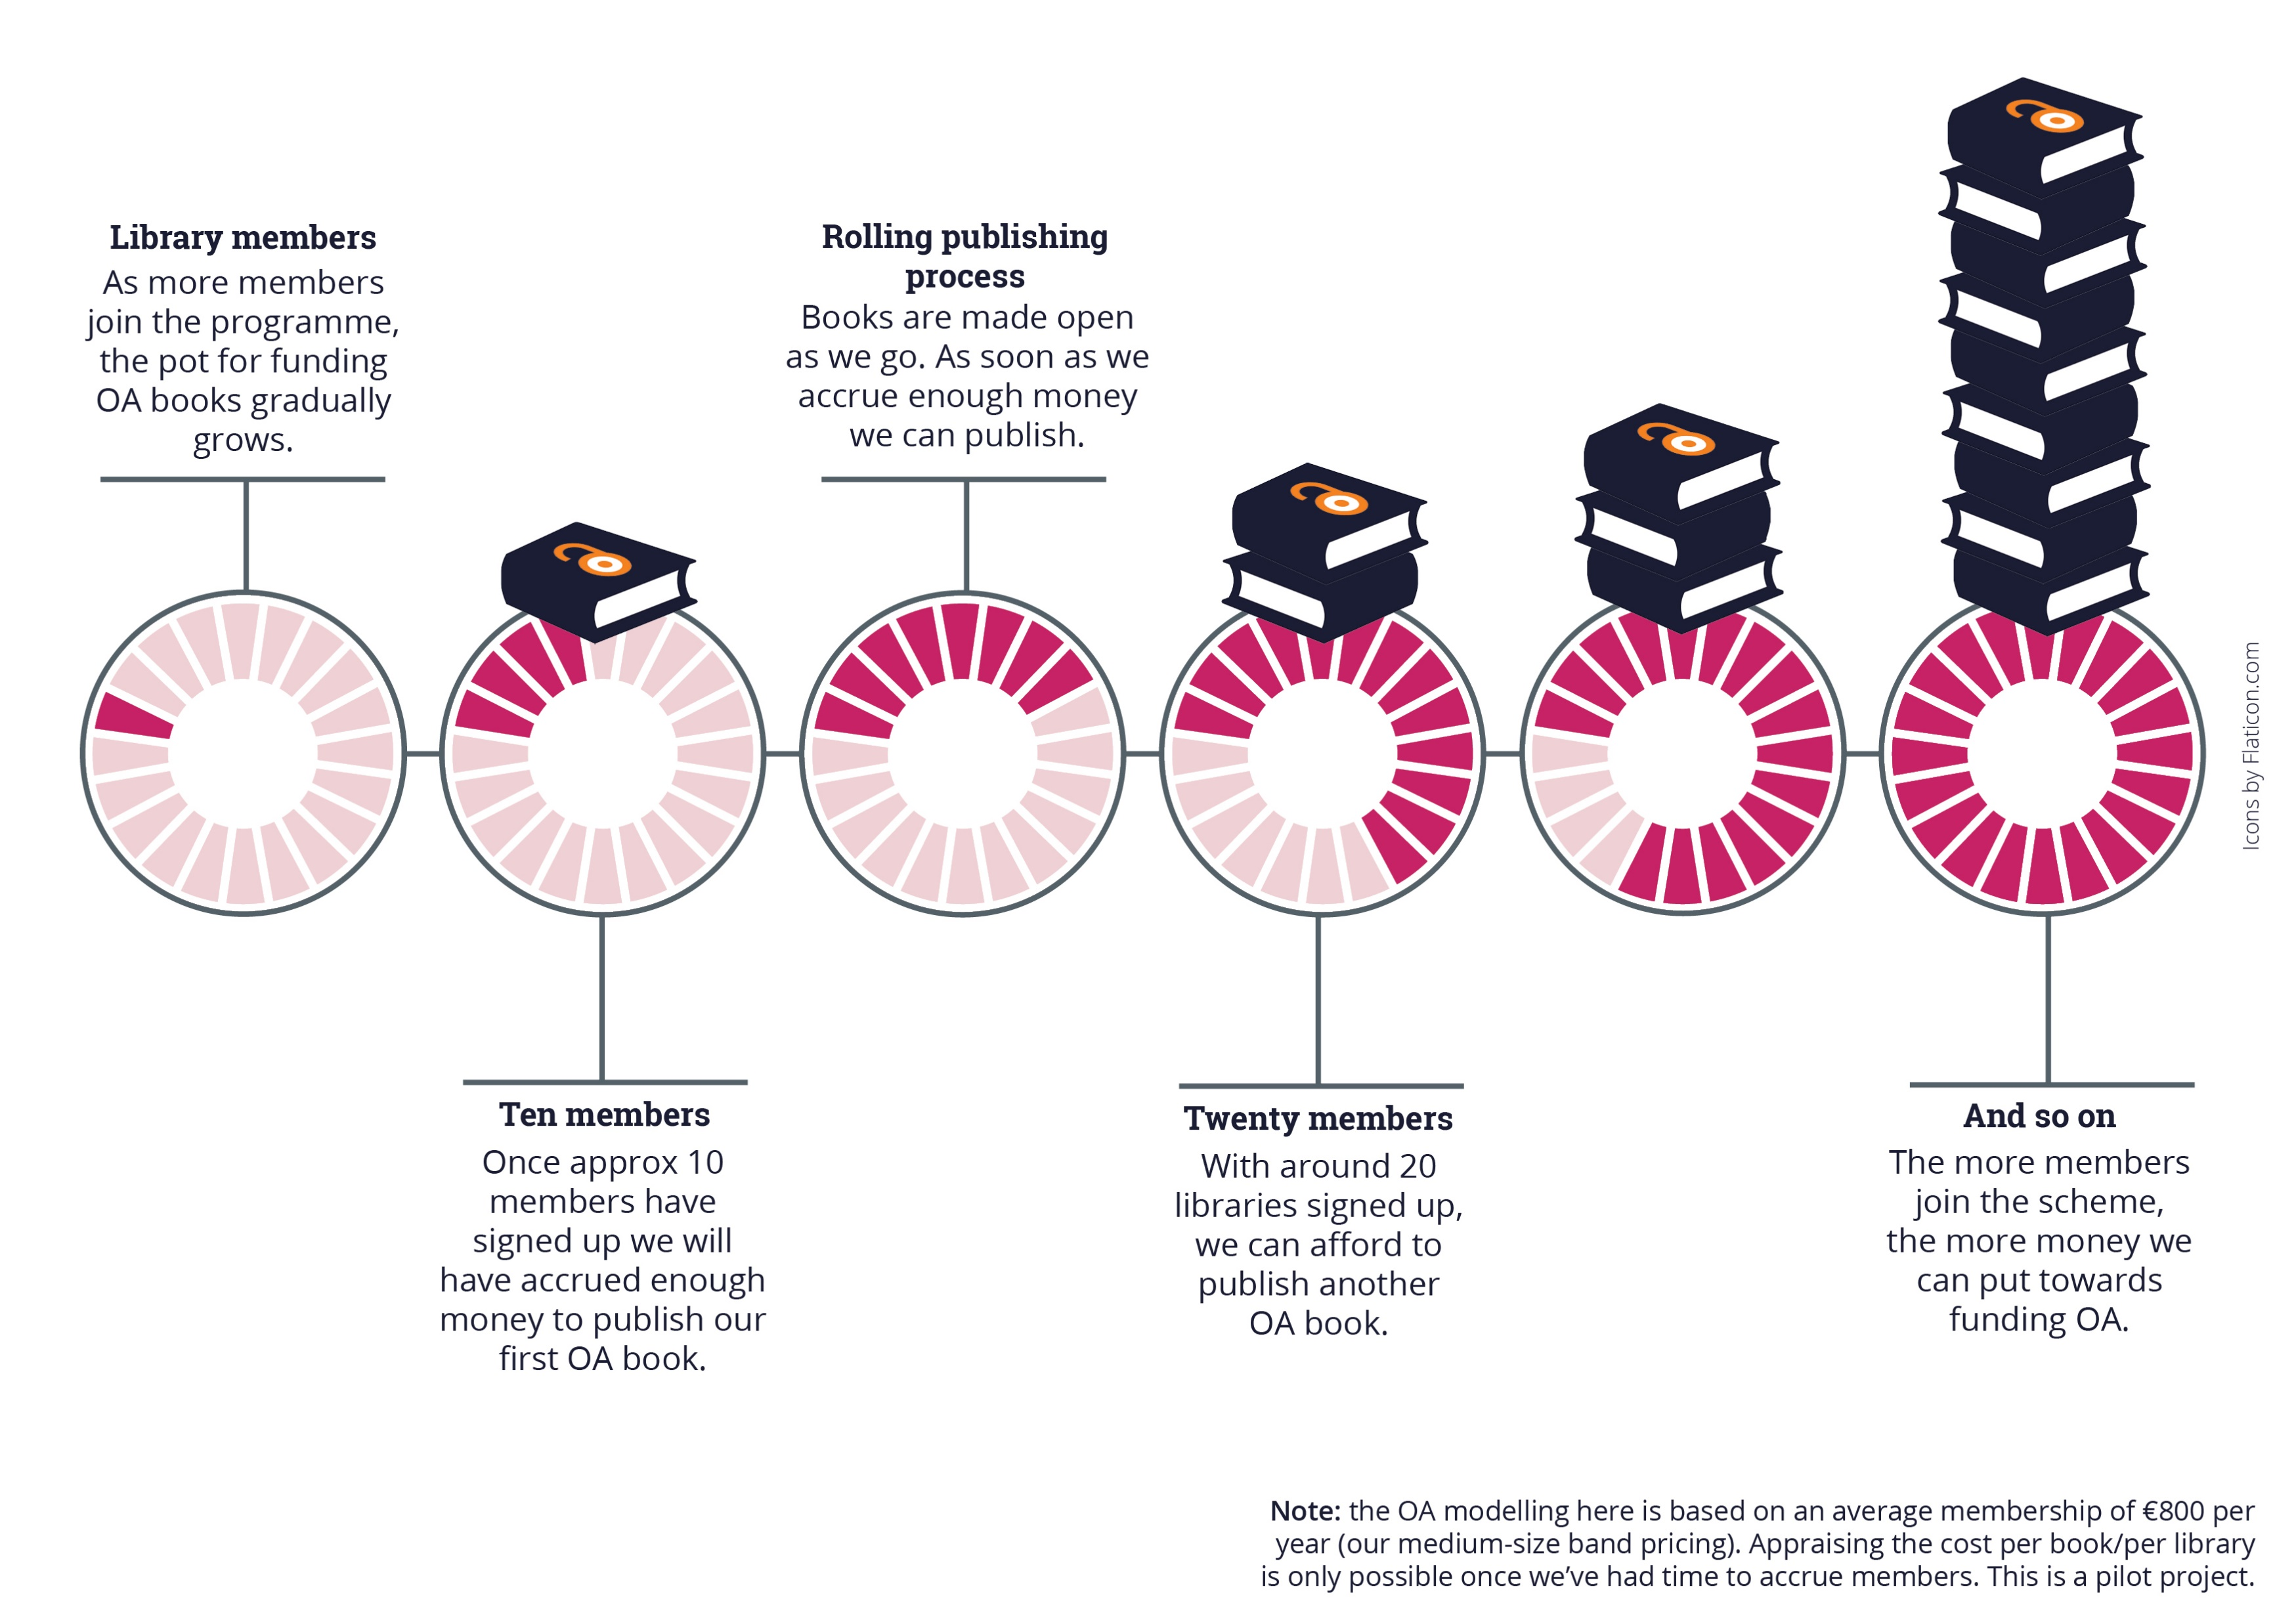 Library members
As more members
join the programme,
the pot for funding
OA books gradually
grows.
Rolling publishing
process
Books are made open
as we go. As soon as we
accrue enough money
we can publish.
Ten members
Once approx 10
members have
signed up we will
have accrued enough
money to publish our
first OA book.
Twenty members
With around 20
libraries signed up,
we can afford to
publish another
OA book.
And so on
The more members
join the scheme,
the more money we
can put towards
funding OA.
Icons by Flaticon.com
Note: the OA modelling here is based on an average membership of €800 per
year (our medium-size band pricing). Appraising the cost per book/per library
is only possible once we’ve had time to accrue members. This is a pilot project.